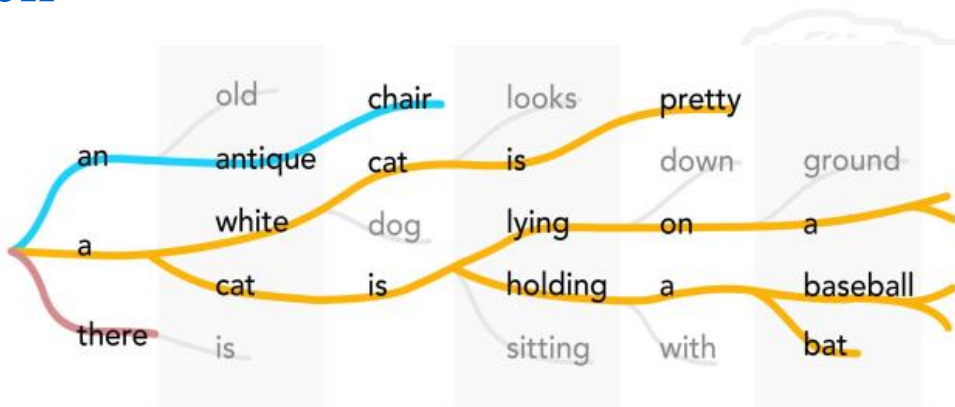 old chair looks pretty
an antique cat is down ground
white dog lying on a
a cat is holding a baseball
there is sitting with bat